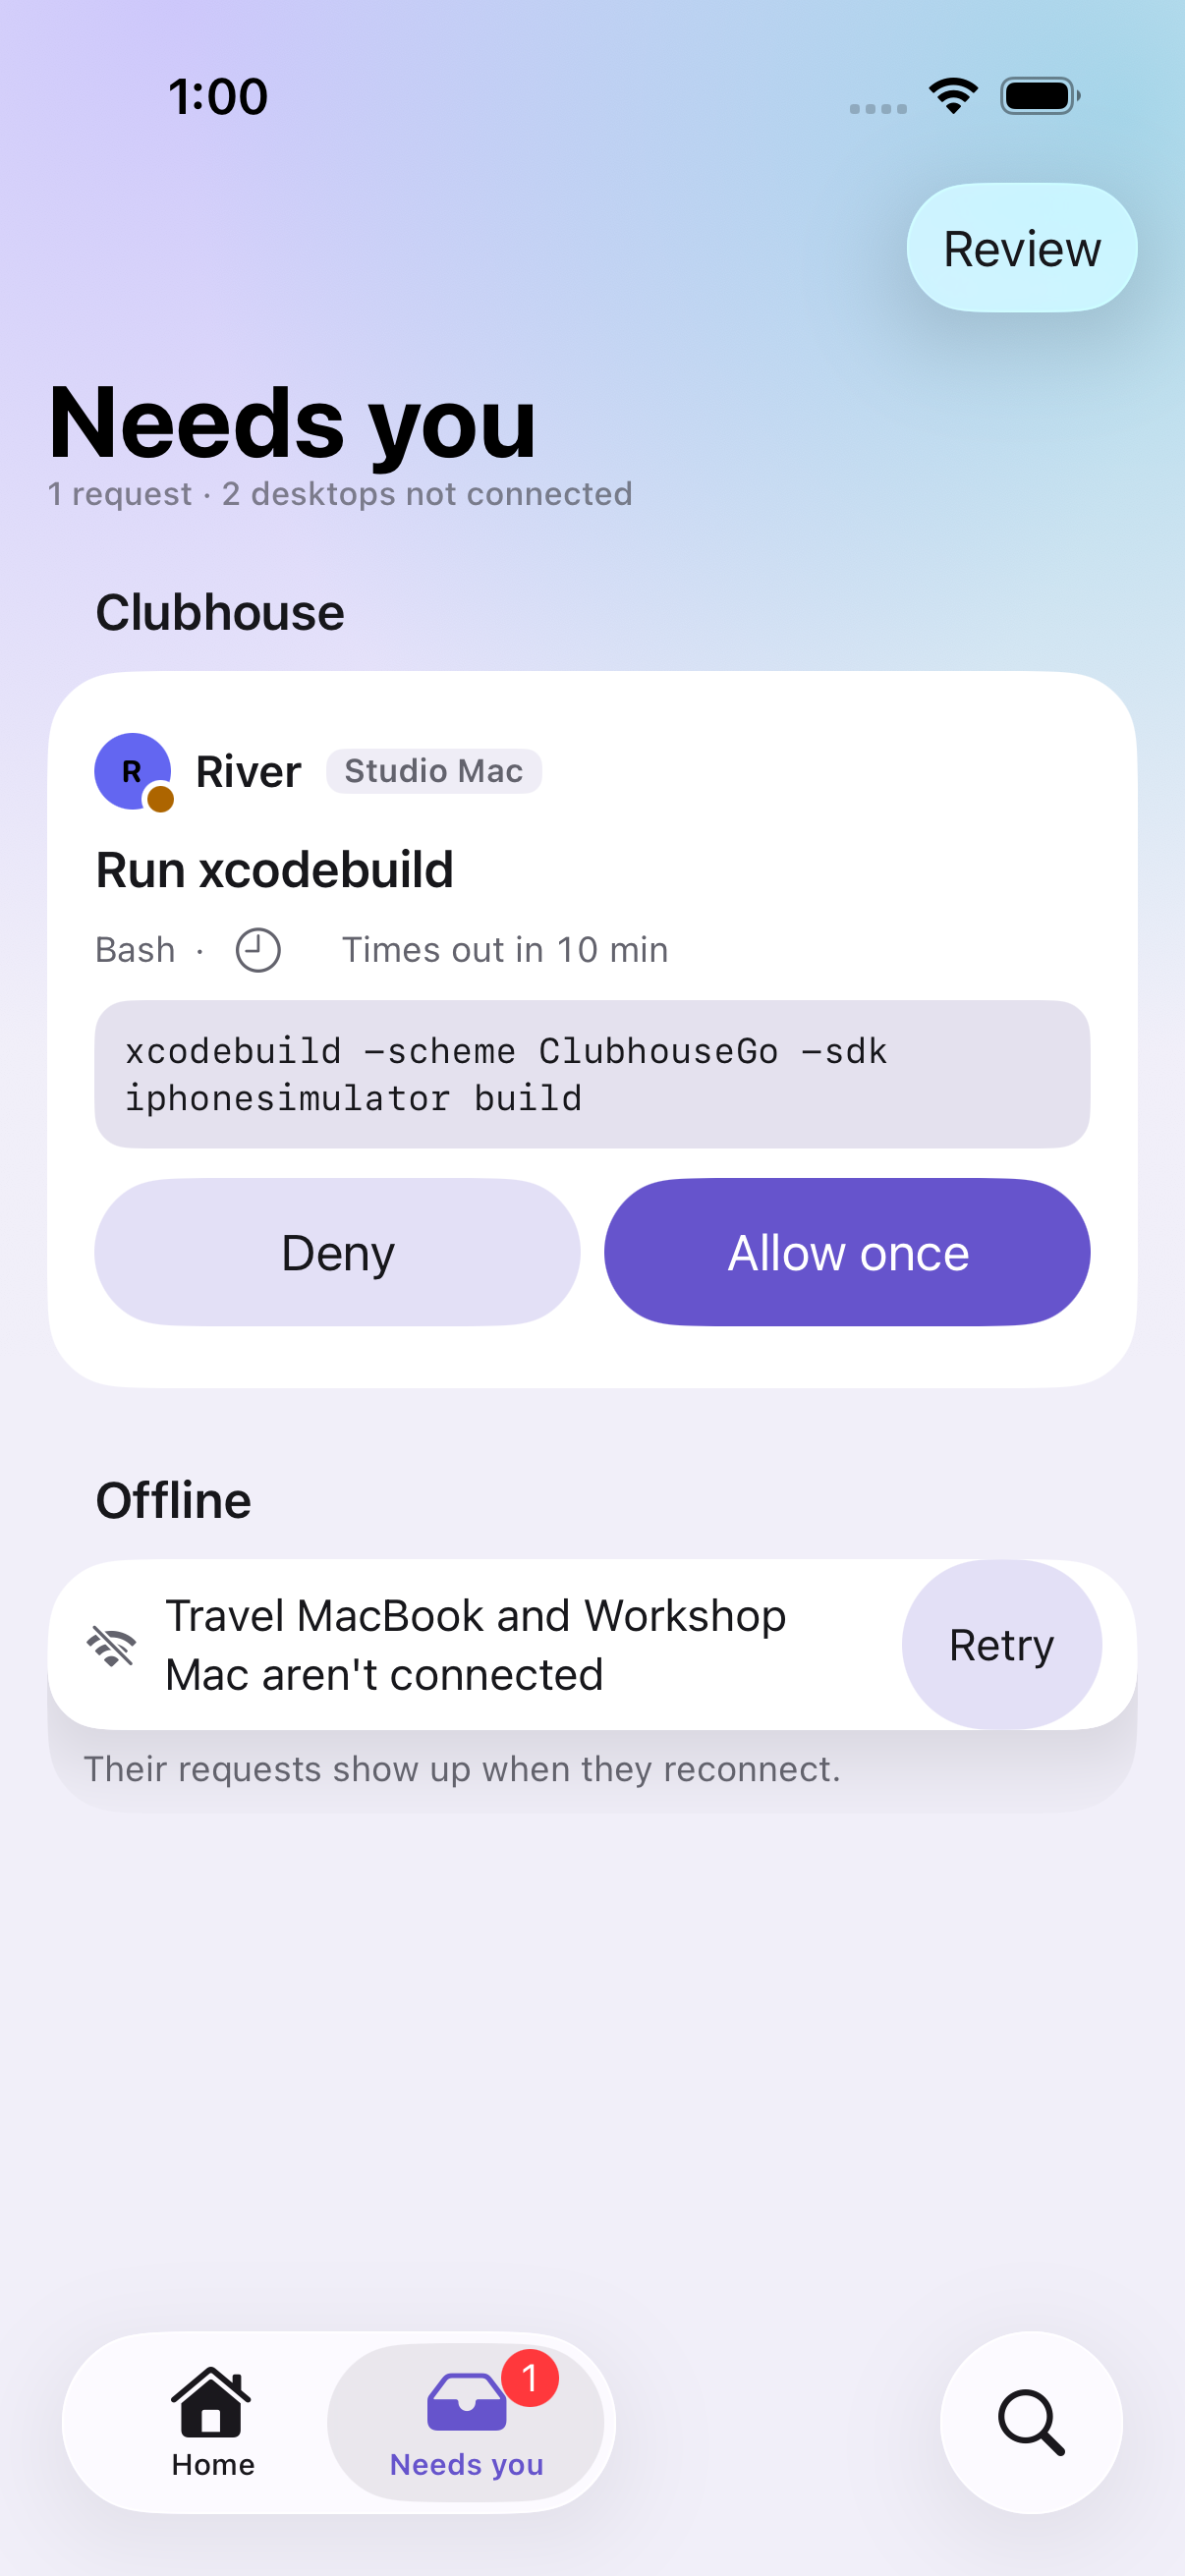 1:00
Review
Needs you
1 request · 2 desktops not connected
Clubhouse
R
River
Studio Mac
Run xcodebuild
Bash · Times out in 10 min
xcodebuild -scheme ClubhouseGo -sdk
iphonesimulator build
Deny
Allow once
Offline
Travel MacBook and Workshop
Mac aren't connected
Retry
Their requests show up when they reconnect.
1
Home
Needs you